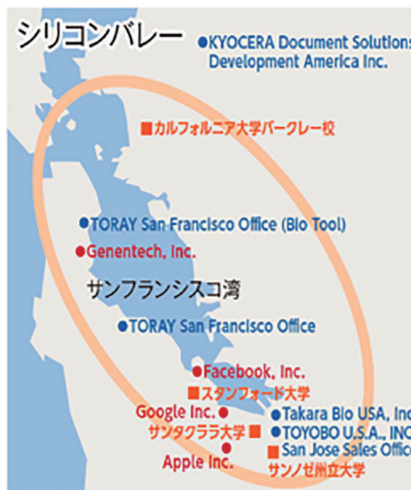 シリコンバレー
KYOCERA Document Solutions
Development America Inc.
カルフォルニア大学バークレー校
TORAY San Francisco Office (Bio Tool)
Genentech, Inc.
サンフランシスコ湾
TORAY San Francisco Office
Facebook, Inc.
スタンフォード大学
Google Inc.
Takara Bio USA, Inc
サンタクララ大学
TOYOBO U.S.A., INC
San Jose Sales Office
Apple Inc.
サンノゼ州立大学